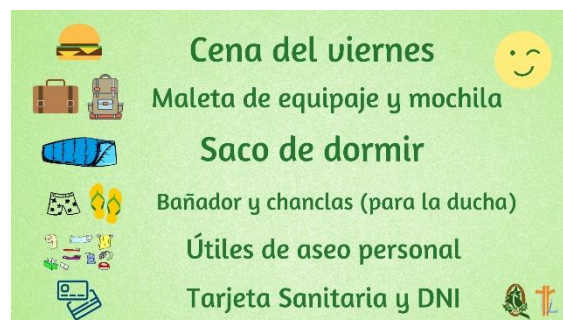 Cena del viernes
Maleta de equipaje y mochila
Saco de dormir
Bañador y chanclas (para la ducha)
Útiles de aseo personal
Tarjeta Sanitaria y DNI